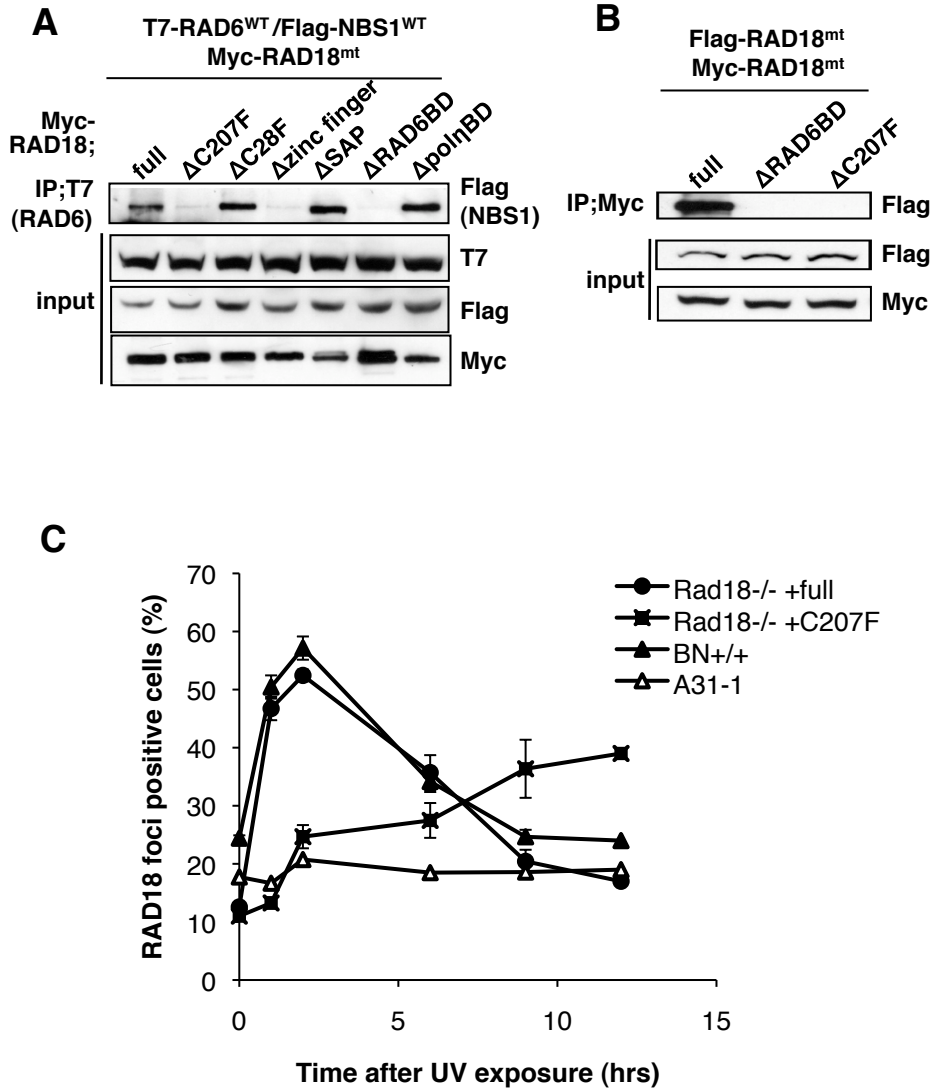 A
T7-RAD6ᵂᵀ/Flag-NBS1ᵂᵀ
Myc-RAD18ᵐᵗ
Myc-
RAD18;
full
ΔC207F
ΔC28F
Δzinc finger
ΔSAP
ΔRAD6BD
ΔpolηBD
IP;T7
(RAD6)
Flag
(NBS1)
T7
input
Flag
Myc
B
Flag-RAD18ᵐᵗ
Myc-RAD18ᵐᵗ
full
ΔRAD6BD
ΔC207F
IP;Myc
Flag
Flag
input
Myc
C
RAD18 foci positive cells (%)
70
60
50
40
30
20
10
0
0
5
10
15
Time after UV exposure (hrs)
Rad18-/- +full
Rad18-/- +C207F
BN+/+
A31-1